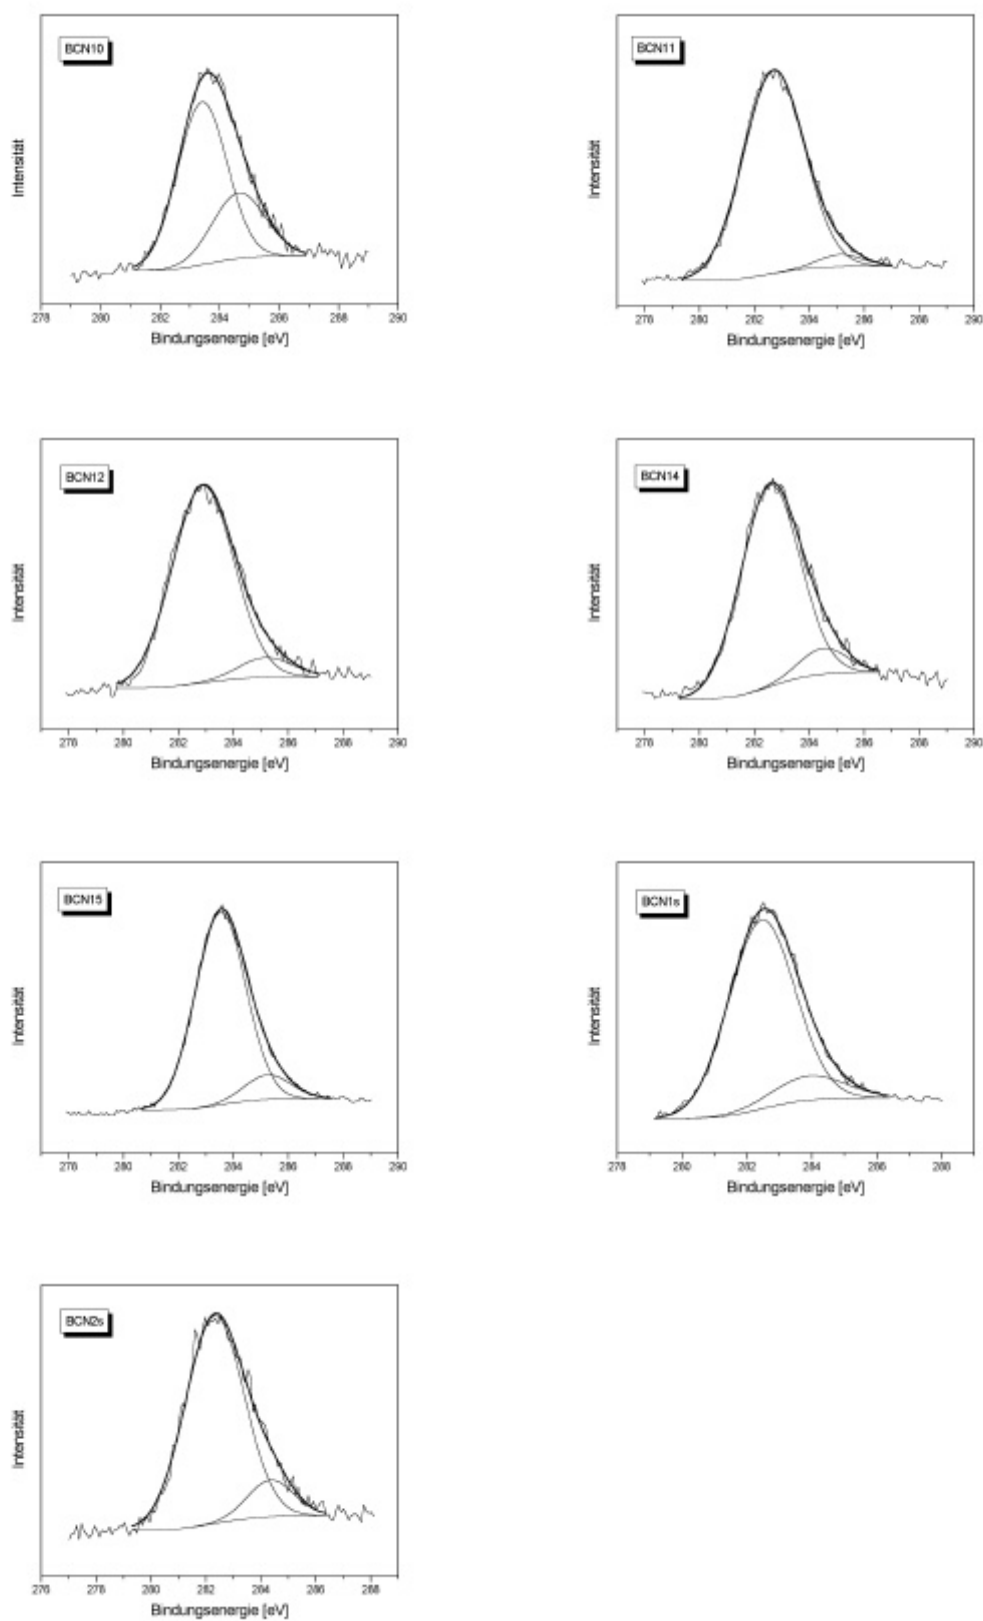 BCN10
Intensität
278 280 282 284 286 288 290
Bindungsenergie [eV]
BCN11
Intensität
278 280 282 284 286 288 290
Bindungsenergie [eV]
BCN12
Intensität
278 280 282 284 286 288 290
Bindungsenergie [eV]
BCN14
Intensität
278 280 282 284 286 288 290
Bindungsenergie [eV]
BCN15
Intensität
278 280 282 284 286 288 290
Bindungsenergie [eV]
BCN1s
Intensität
278 280 282 284 286 288
Bindungsenergie [eV]
BCN2s
Intensität
276 278 280 282 284 286 288
Bindungsenergie [eV]